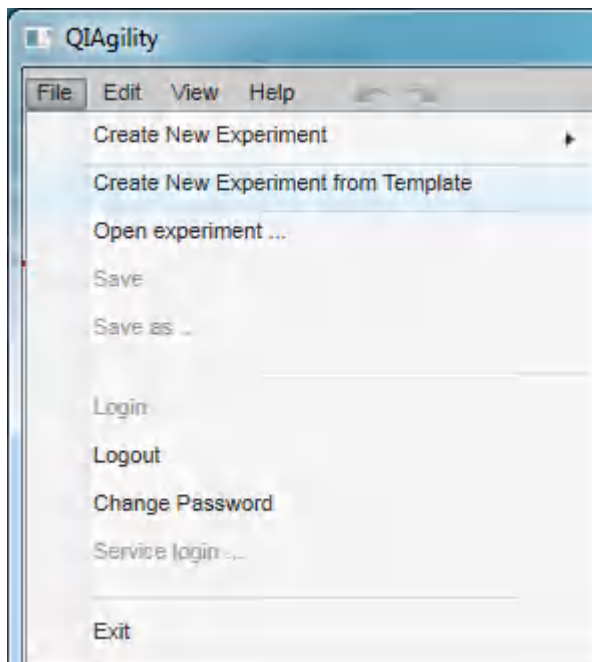 QIAgility
File Edit View Help
Create New Experiment
Create New Experiment from Template
Open experiment ...
Save
Save as ...
Login
Logout
Change Password
Service login ...
Exit